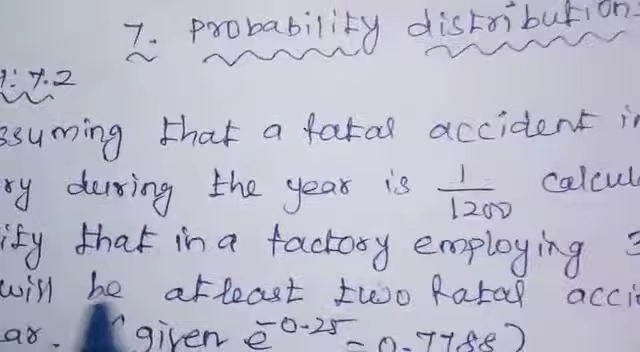 7. Probability distribution
7.2
ssuming that a fatal accident in
ry during the year is 1/1200 calcul
ity that in a factory employing 3
will be atleast two fatal acci
ar. (given e^-0.25 = 0.7788)